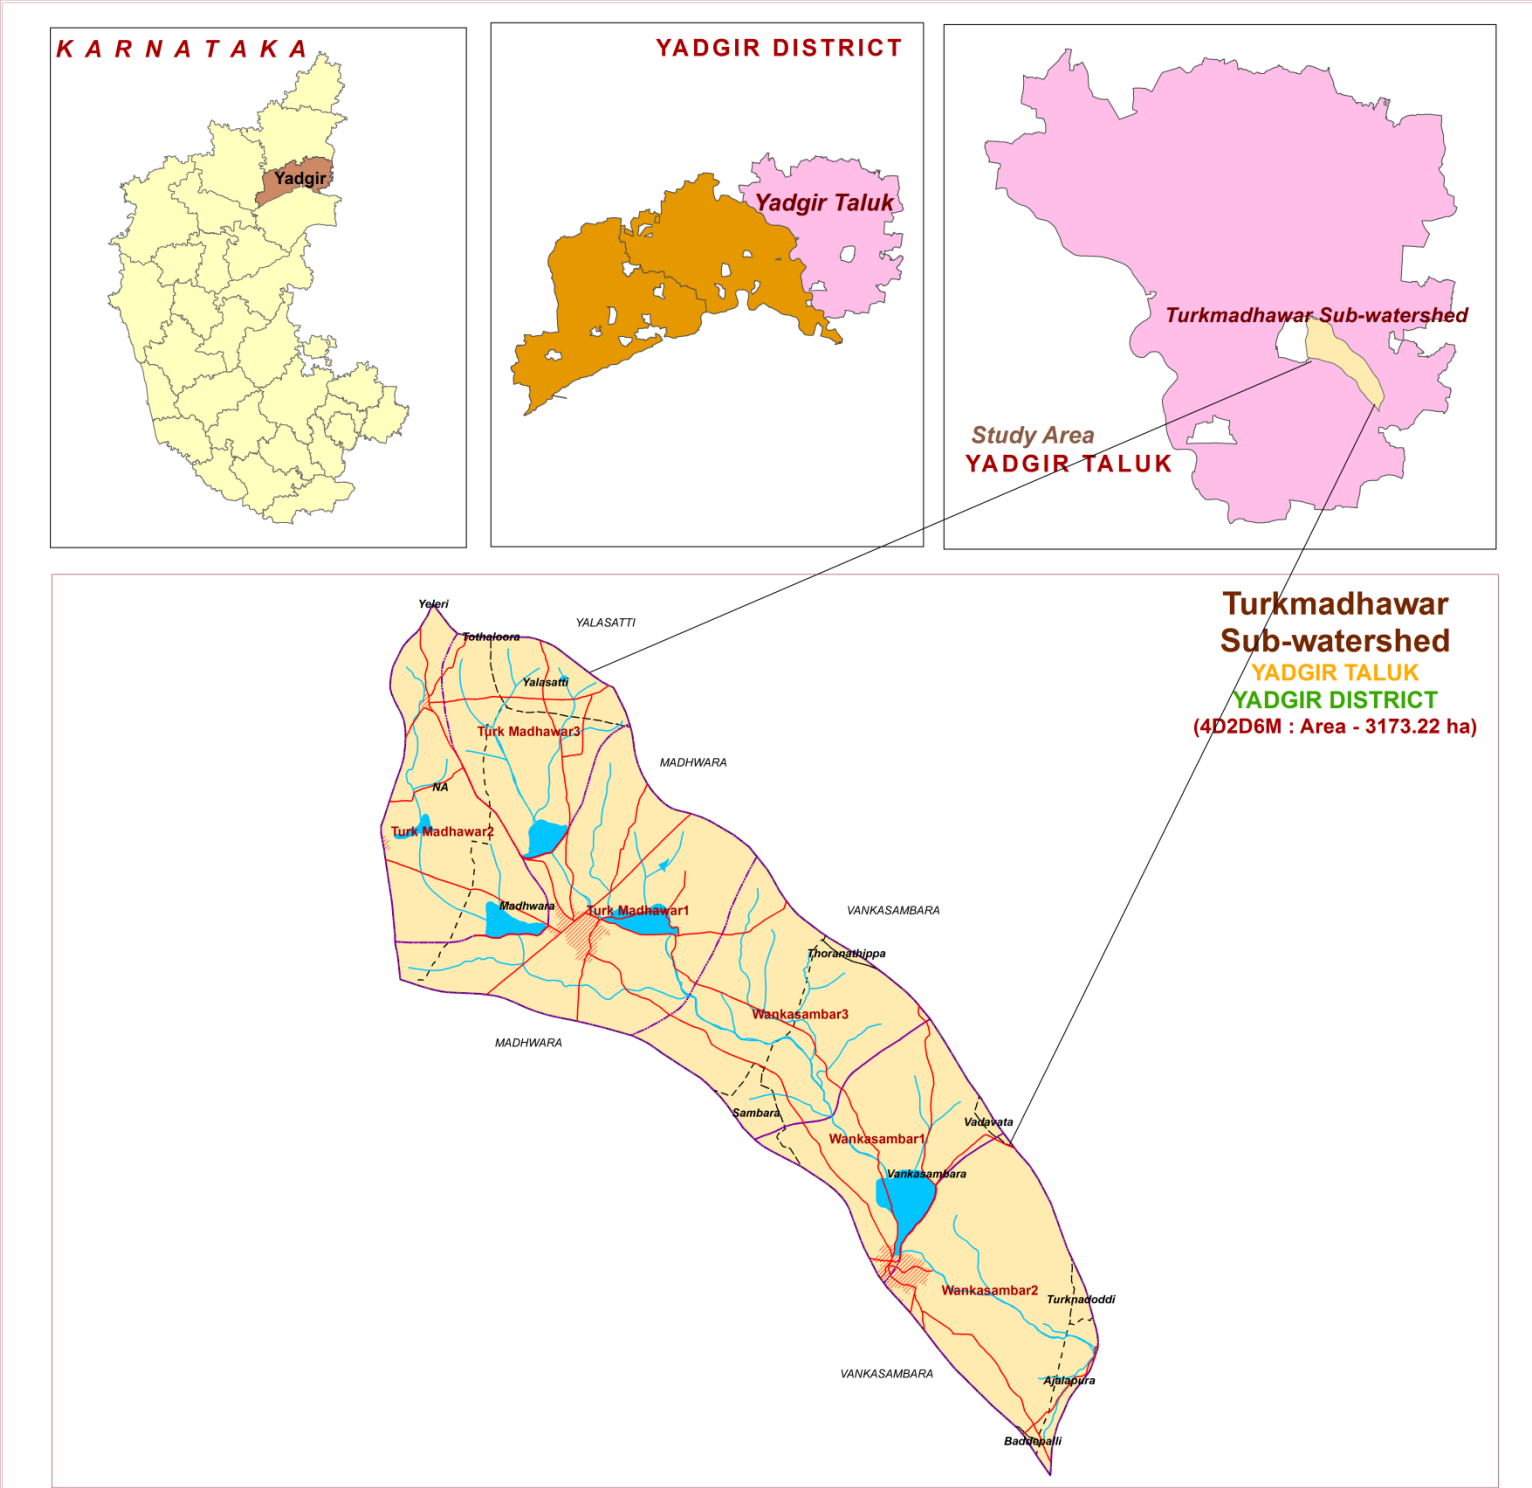 K A R N A T A K A
Yadgir
YADGIR DISTRICT
Yadgir Taluk
Turkmadhawar Sub-watershed
Study Area
YADGIR TALUK
Turkmadhawar
Sub-watershed
YADGIR TALUK
YADGIR DISTRICT
(4D2D6M : Area - 3173.22 ha)
Yeleri
YALASATTI
Tothaloora
Yalasatti
Turk Madhawar3
MADHWARA
NA
Turk Madhawar2
Madhwara
Turk Madhawar1
VANKASAMBARA
Thoranathippa
Wankasambar3
MADHWARA
Sambara
Vadavata
Wankasambar1
Vankasambara
Wankasambar2
Turknadoddi
VANKASAMBARA
Ajalapura
Baddepalli